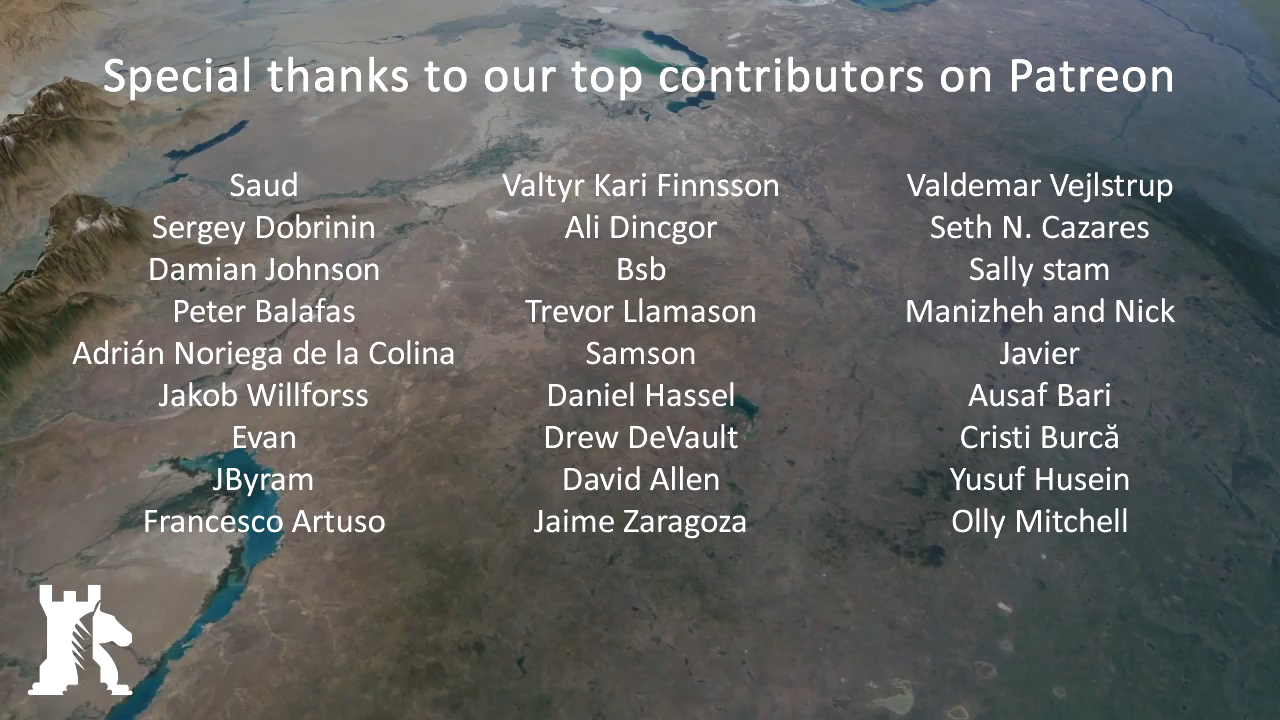 Special thanks to our top contributors on Patreon
Saud
Sergey Dobrinin
Damian Johnson
Peter Balafas
Adrián Noriega de la Colina
Jakob Willforss
Evan
JByram
Francesco Artuso
Valtyr Kari Finnsson
Ali Dincgor
Bsb
Trevor Llamason
Samson
Daniel Hassel
Drew DeVault
David Allen
Jaime Zaragoza
Valdemar Vejlstrup
Seth N. Cazares
Sally stam
Manizheh and Nick
Javier
Ausaf Bari
Cristi Burcă
Yusuf Husein
Olly Mitchell